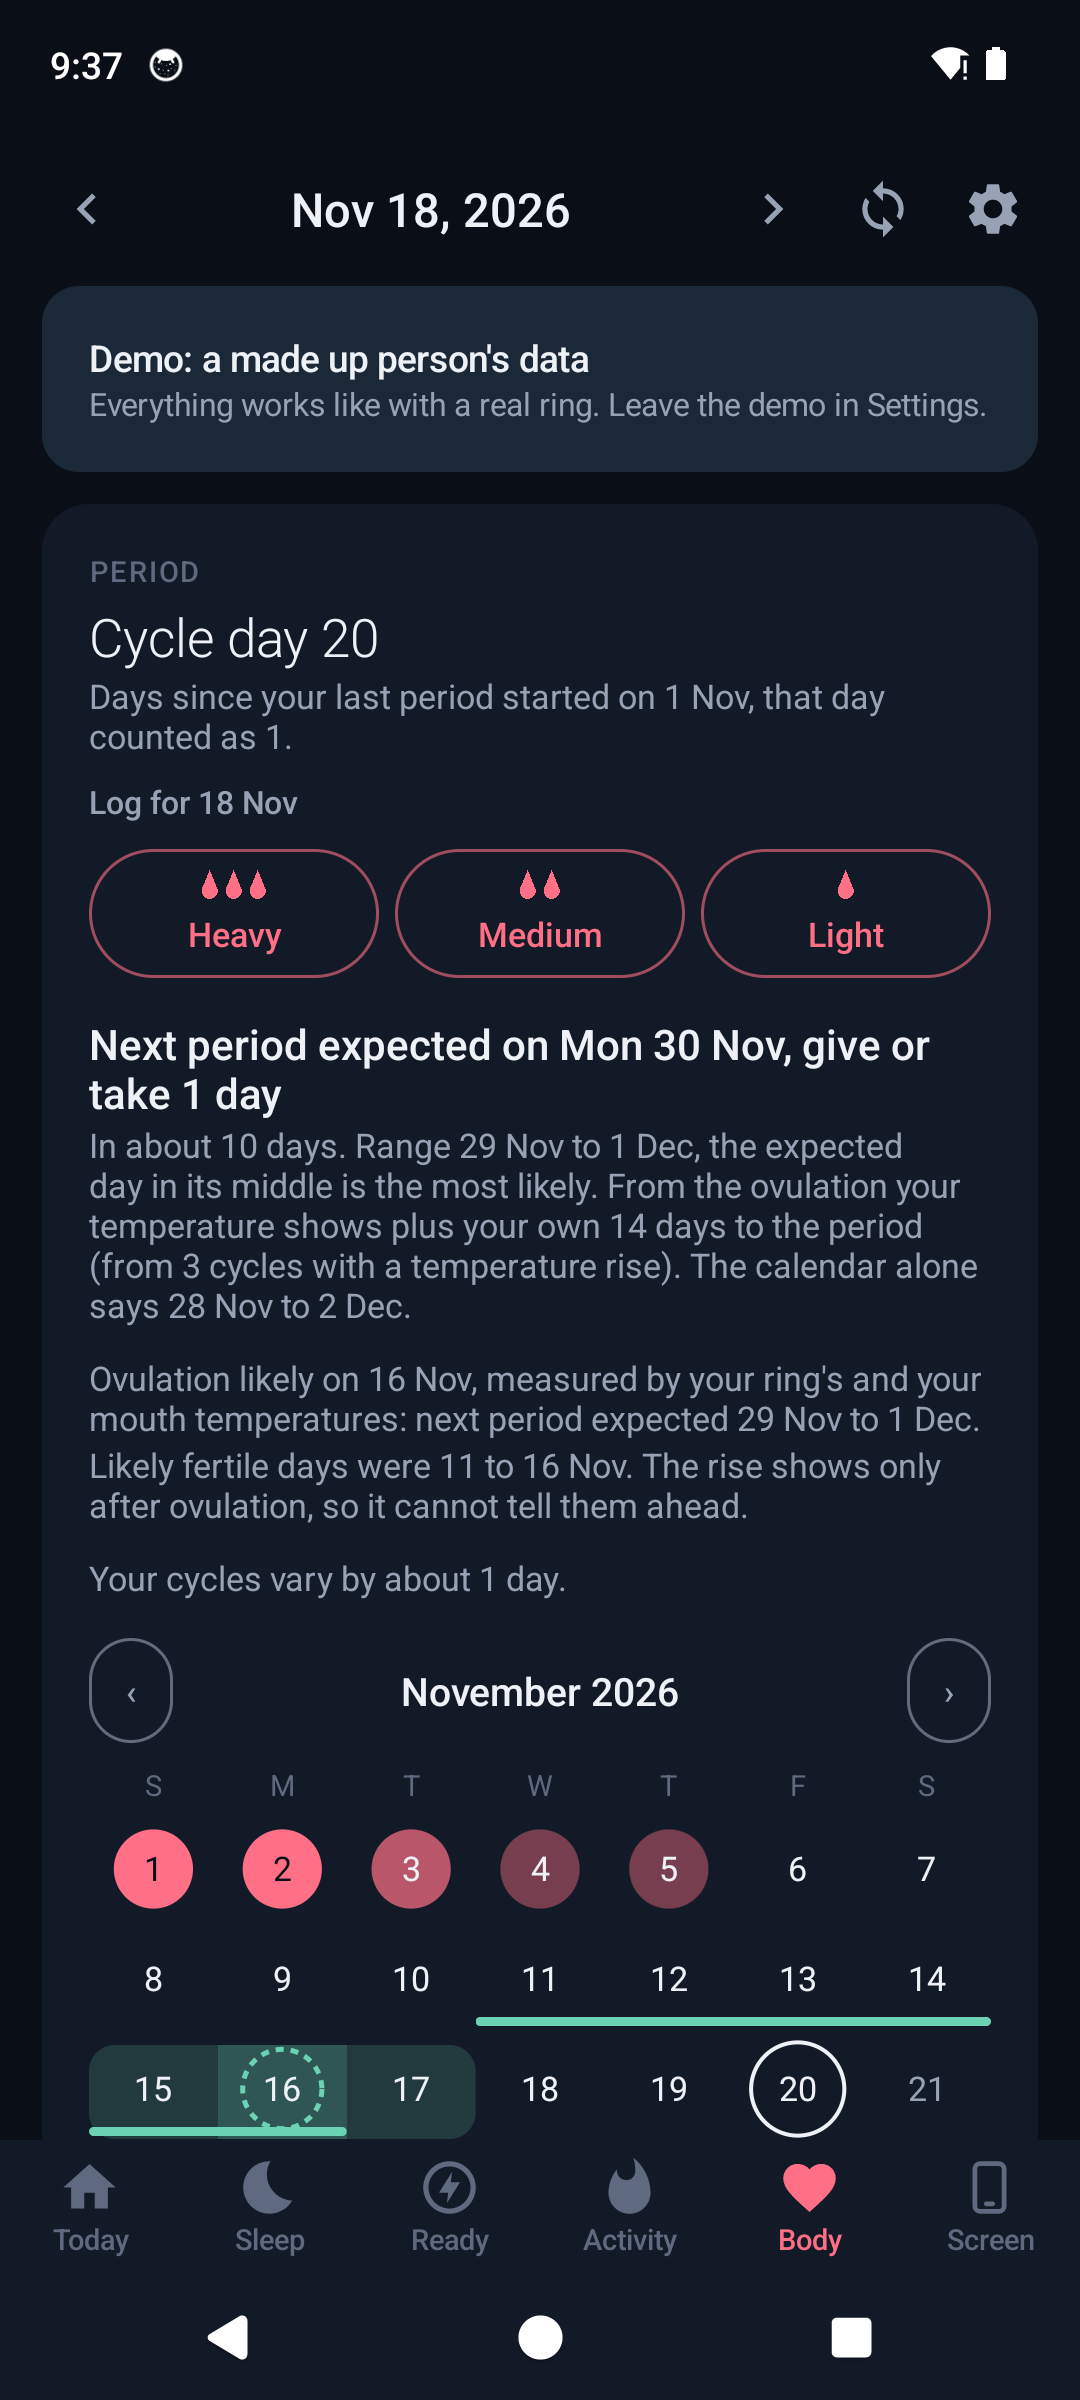 9:37
Nov 18, 2026
Demo: a made up person's data
Everything works like with a real ring. Leave the demo in Settings.
PERIOD
Cycle day 20
Days since your last period started on 1 Nov, that day
counted as 1.
Log for 18 Nov
Heavy
Medium
Light
Next period expected on Mon 30 Nov, give or
take 1 day
In about 10 days. Range 29 Nov to 1 Dec, the expected
day in its middle is the most likely. From the ovulation your
temperature shows plus your own 14 days to the period
(from 3 cycles with a temperature rise). The calendar alone
says 28 Nov to 2 Dec.
Ovulation likely on 16 Nov, measured by your ring's and your
mouth temperatures: next period expected 29 Nov to 1 Dec.
Likely fertile days were 11 to 16 Nov. The rise shows only
after ovulation, so it cannot tell them ahead.
Your cycles vary by about 1 day.
‹ November 2026 ›
S M T W T F S
1 2 3 4 5 6 7
8 9 10 11 12 13 14
15 16 17 18 19 20 21
Today Sleep Ready Activity Body Screen